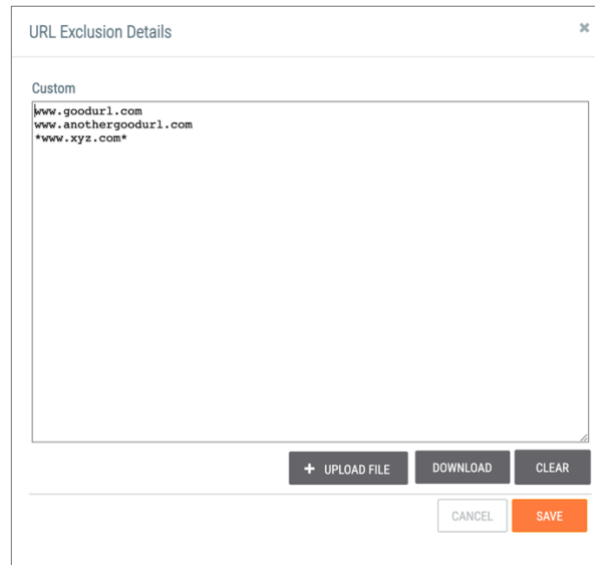 URL Exclusion Details
×
Custom
www.goodurl.com
www.anothergoodurl.com
*www.xyz.com*
+ UPLOAD FILE
DOWNLOAD
CLEAR
CANCEL
SAVE